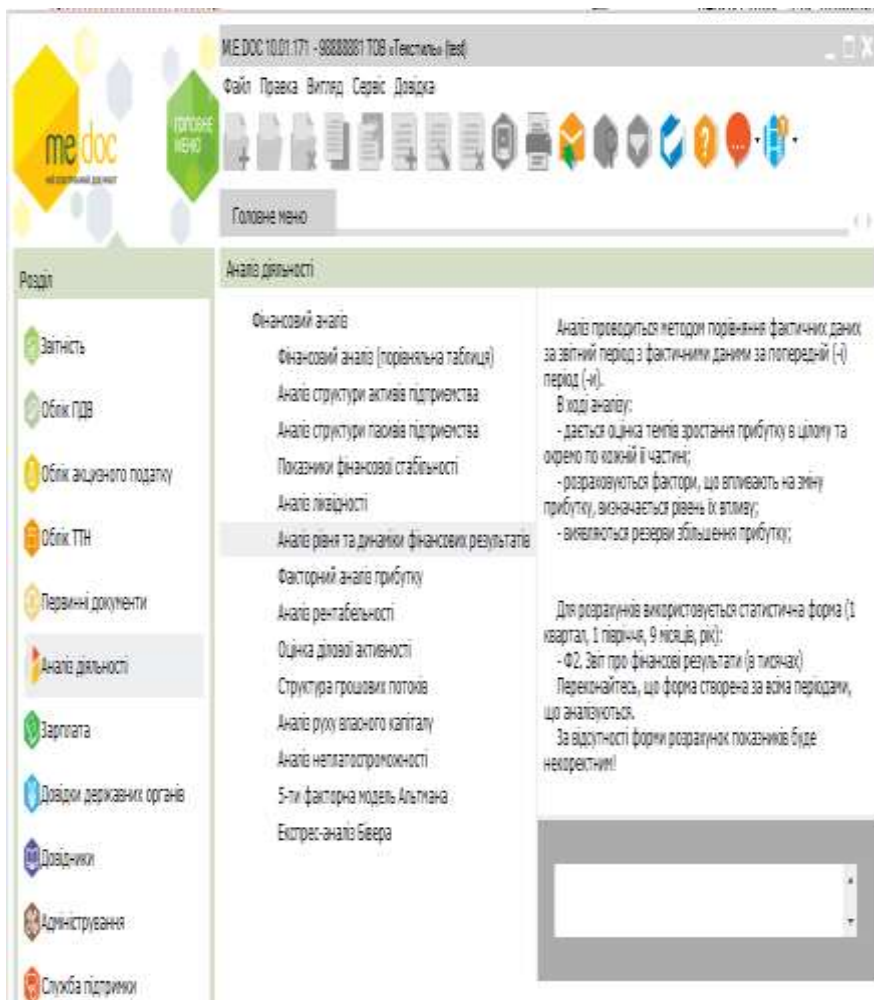 M.E.DOC 10.01.171 - 98888881 ТОВ «Текстиль» (test)
Файл Правка Вигляд Сервіс Довідка
me doc
ГОЛОВНЕ
МЕНЮ
Головне меню
Розділ
Звітність
Облік ПДВ
Облік акцизного податку
Облік ТТН
Первинні документи
Аналіз діяльності
Зарплата
Довідки державних органів
Довідники
Адміністрування
Служба підтримки
Аналіз діяльності
Фінансовий аналіз
Фінансовий аналіз (порівняльна таблиця)
Аналіз структури активів підприємства
Аналіз структури пасивів підприємства
Показники фінансової стабільності
Аналіз ліквідності
Аналіз рівня та динаміки фінансових результатів
Факторний аналіз прибутку
Аналіз рентабельності
Оцінка ділової активності
Структура грошових потоків
Аналіз руху власного капіталу
Аналіз неплатоспроможності
5-ти факторна модель Альтмана
Експрес-аналіз Бівера
Аналіз проводиться методом порівняння фактичних даних
за звітний період з фактичними даними за попередній (-і)
період (-и).
В ході аналізу:
- дається оцінка темпів зростання прибутку в цілому та
окремо по кожній її частині;
- розраховуються фактори, що впливають на зміну
прибутку, визначається рівень їх впливу;
- виявляються резерви збільшення прибутку;
Для розрахунків використовується статистична форма (1
квартал, 1 півріччя, 9 місяців, рік):
- Ф2. Звіт про фінансові результати (в тисячах)
Переконайтесь, що форма створена за всіма періодами,
що аналізуються.
За відсутності форми розрахунок показників буде
некоректним!